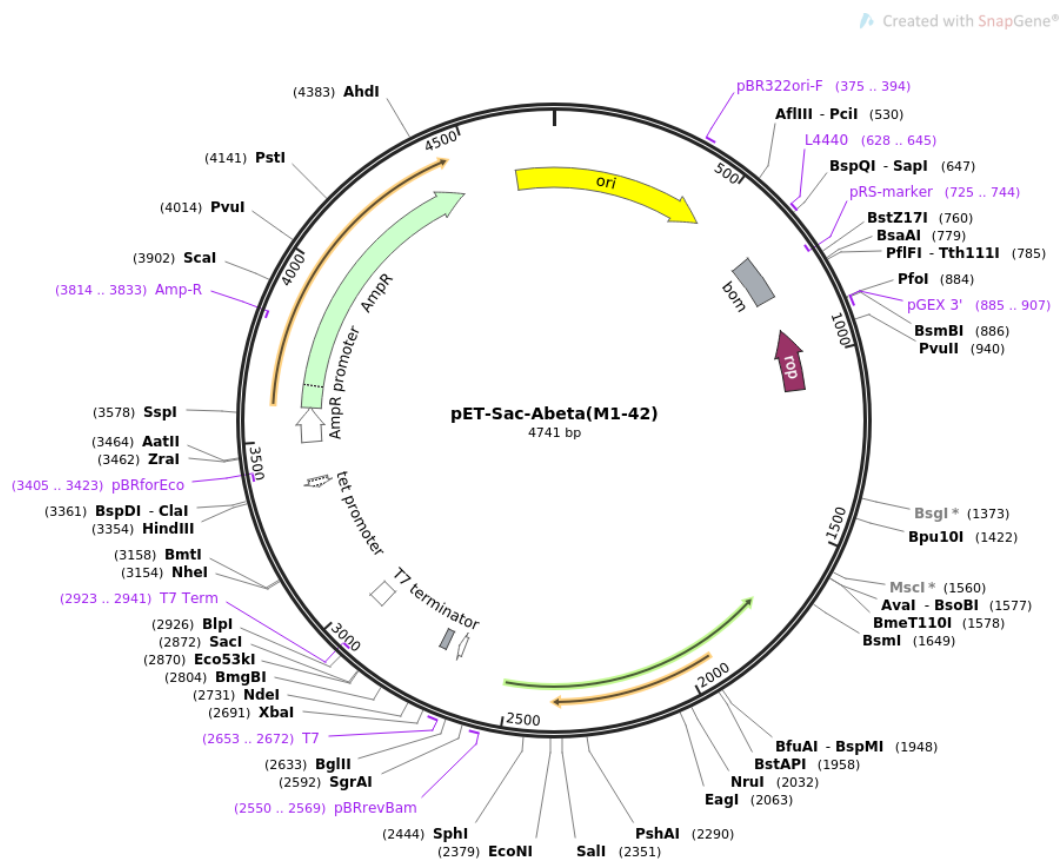 Created with SnapGene®
(4383) AhdI
(4141) PstI
(4014) PvuI
(3902) ScaI
(3814 .. 3833) Amp-R
(3578) SspI
(3464) AatII
(3462) ZraI
(3405 .. 3423) pBRforEco
(3361) BspDI - ClaI
(3354) HindIII
(3158) BmtI
(3154) NheI
(2923 .. 2941) T7 Term
(2926) BlpI
(2872) SacI
(2870) Eco53kI
(2804) BmgBI
(2731) NdeI
(2691) XbaI
(2653 .. 2672) T7
(2633) BglII
(2592) SgrAI
(2550 .. 2569) pBRrevBam
(2444) SphI
(2379) EcoNI
pBR322ori-F (375 .. 394)
AflIII - PciI (530)
L4440 (628 .. 645)
BspQI - SapI (647)
pRS-marker (725 .. 744)
BstZ17I (760)
BsaAI (779)
PflFI - Tth111I (785)
PfoI (884)
pGEX 3' (885 .. 907)
BsmBI (886)
PvuII (940)
BsgI * (1373)
Bpu10I (1422)
MscI * (1560)
AvaI - BsoBI (1577)
BmeT110I (1578)
BsmI (1649)
BfuAI - BspMI (1948)
BstAPI (1958)
NruI (2032)
EagI (2063)
PshAI (2290)
SalI (2351)
500
1000
1500
2000
2500
3000
3500
4000
4500
ori
bom
rop
AmpR
AmpR promoter
tet promoter
T7 terminator
pET-Sac-Abeta(M1-42)
4741 bp